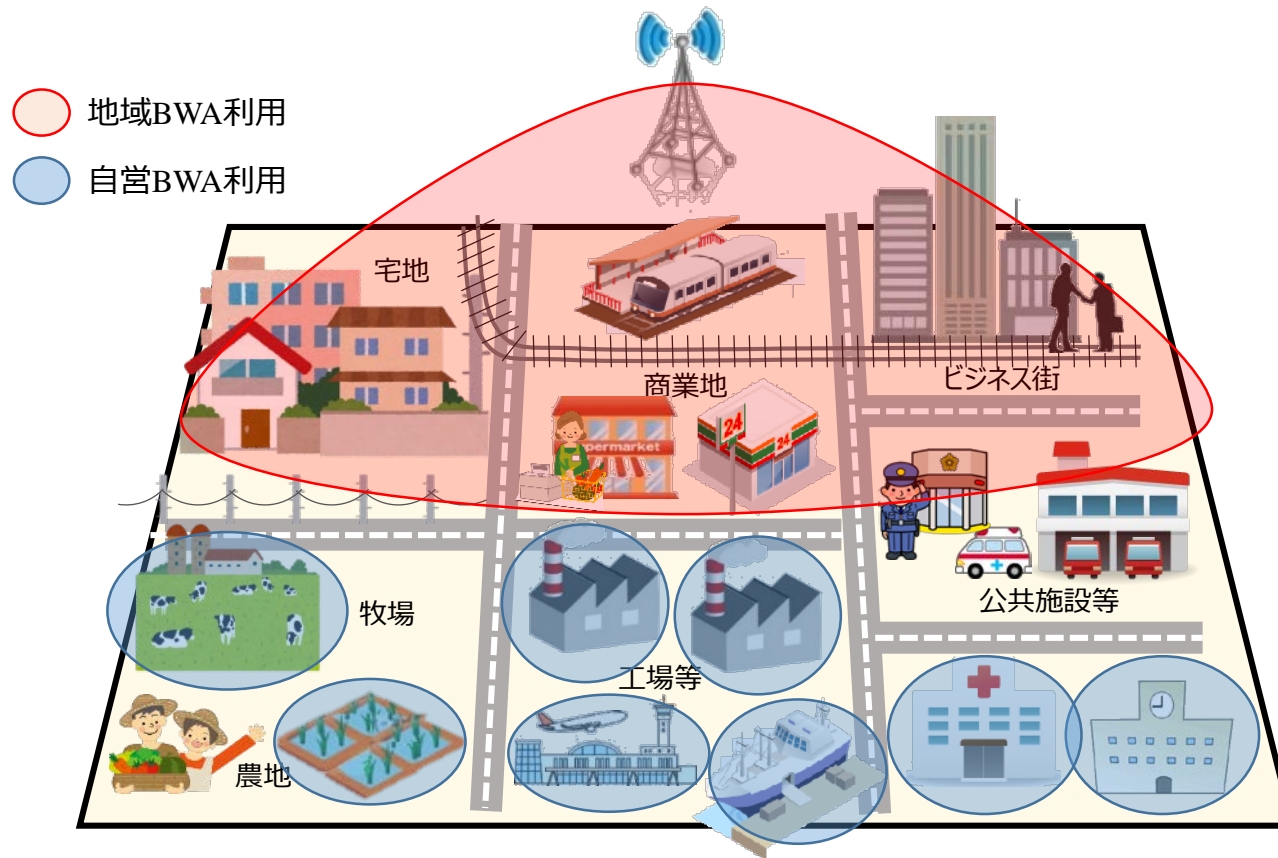 地域BWA利用
自営BWA利用
宅地
商業地
ビジネス街
24
24
permarket
公共施設等
牧場
工場等
農地